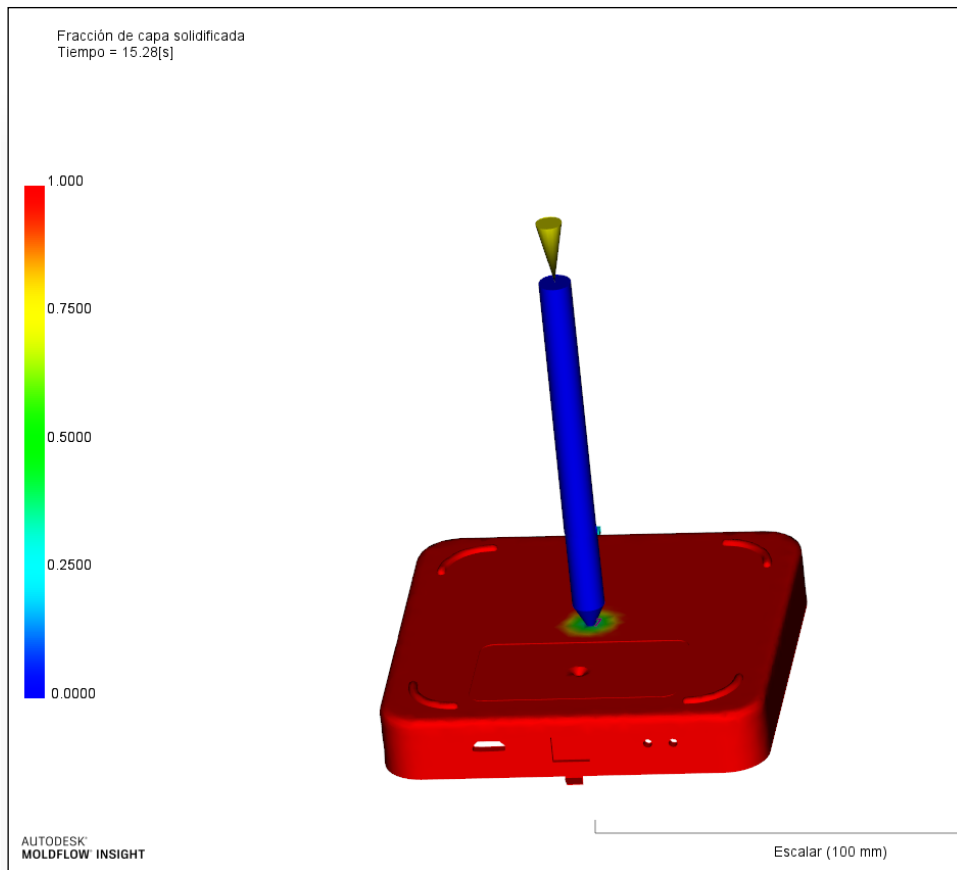 Fracción de capa solidificada
Tiempo = 15.28[s]
1.000
0.7500
0.5000
0.2500
0.0000
AUTODESK®
MOLDFLOW® INSIGHT
Escalar (100 mm)